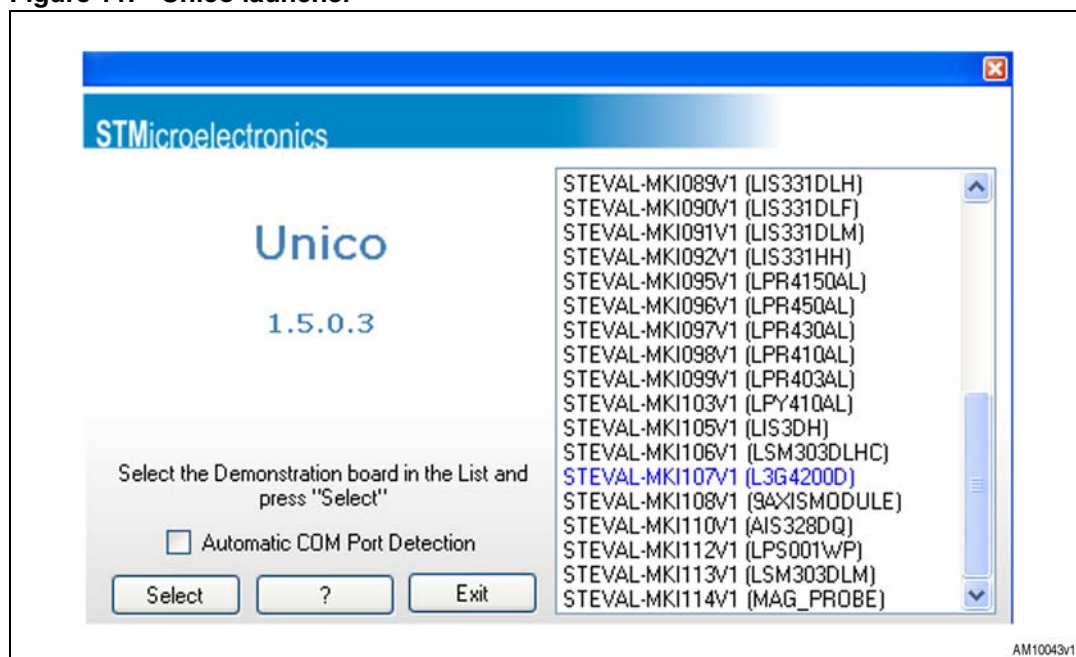 STMicroelectronics
Unico
1.5.0.3
Select the Demonstration board in the List and
press "Select"
Automatic COM Port Detection
Select
?
Exit
STEVAL-MKI089V1 (LIS331DLH)
STEVAL-MKI090V1 (LIS331DLF)
STEVAL-MKI091V1 (LIS331DLM)
STEVAL-MKI092V1 (LIS331HH)
STEVAL-MKI095V1 (LPR4150AL)
STEVAL-MKI096V1 (LPR450AL)
STEVAL-MKI097V1 (LPR430AL)
STEVAL-MKI098V1 (LPR410AL)
STEVAL-MKI099V1 (LPR403AL)
STEVAL-MKI103V1 (LPY410AL)
STEVAL-MKI105V1 (LIS3DH)
STEVAL-MKI106V1 (LSM303DLHC)
STEVAL-MKI107V1 (L3G4200D)
STEVAL-MKI108V1 (9AXISMODULE)
STEVAL-MKI110V1 (AIS328DQ)
STEVAL-MKI112V1 (LPS001WP)
STEVAL-MKI113V1 (LSM303DLM)
STEVAL-MKI114V1 (MAG_PROBE)
AM10043v1